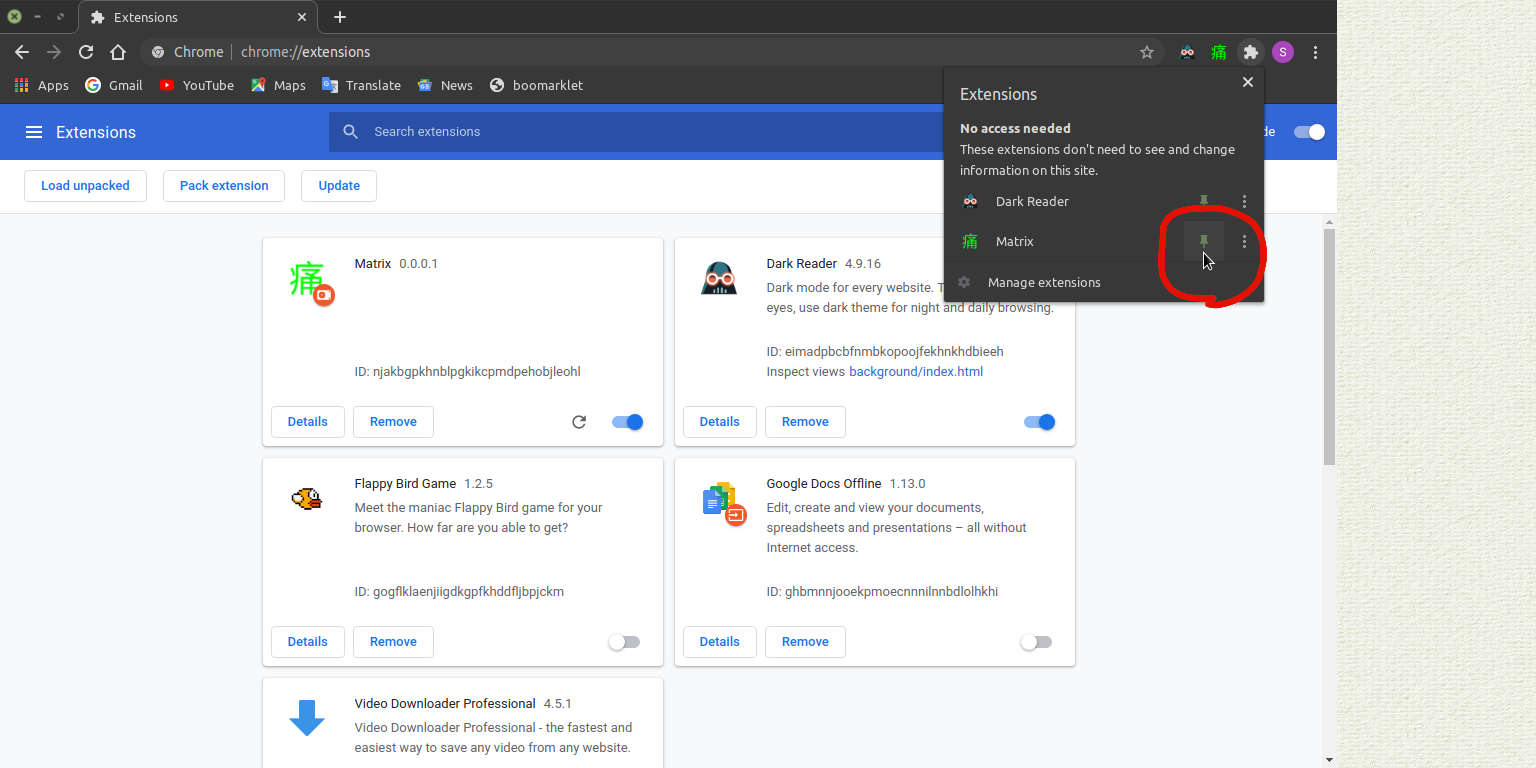 Extensions
Chrome
chrome://extensions
痛
S
Apps
Gmail
YouTube
Maps
Translate
News
boomarklet
Extensions
Search extensions
de
Extensions
No access needed
These extensions don't need to see and change
information on this site.
Dark Reader
痛
Matrix
Manage extensions
Load unpacked
Pack extension
Update
痛
Matrix 0.0.0.1
ID: njakbgpkhnblpgkikcpmdpehobjleohl
Details
Remove
Dark Reader 4.9.16
Dark mode for every website. T
eyes, use dark theme for night and daily browsing.
ID: eimadpbcbfnmbkopoojfekhnkhdbieeh
Inspect views background/index.html
Details
Remove
Flappy Bird Game 1.2.5
Meet the maniac Flappy Bird game for your
browser. How far are you able to get?
ID: gogflklaenjiigdkgpfkhddfljbpjckm
Details
Remove
Google Docs Offline 1.13.0
Edit, create and view your documents,
spreadsheets and presentations – all without
Internet access.
ID: ghbmnnjooekpmoecnnnilnnbdlolhkhi
Details
Remove
Video Downloader Professional 4.5.1
Video Downloader Professional - the fastest and
easiest way to save any video from any website.